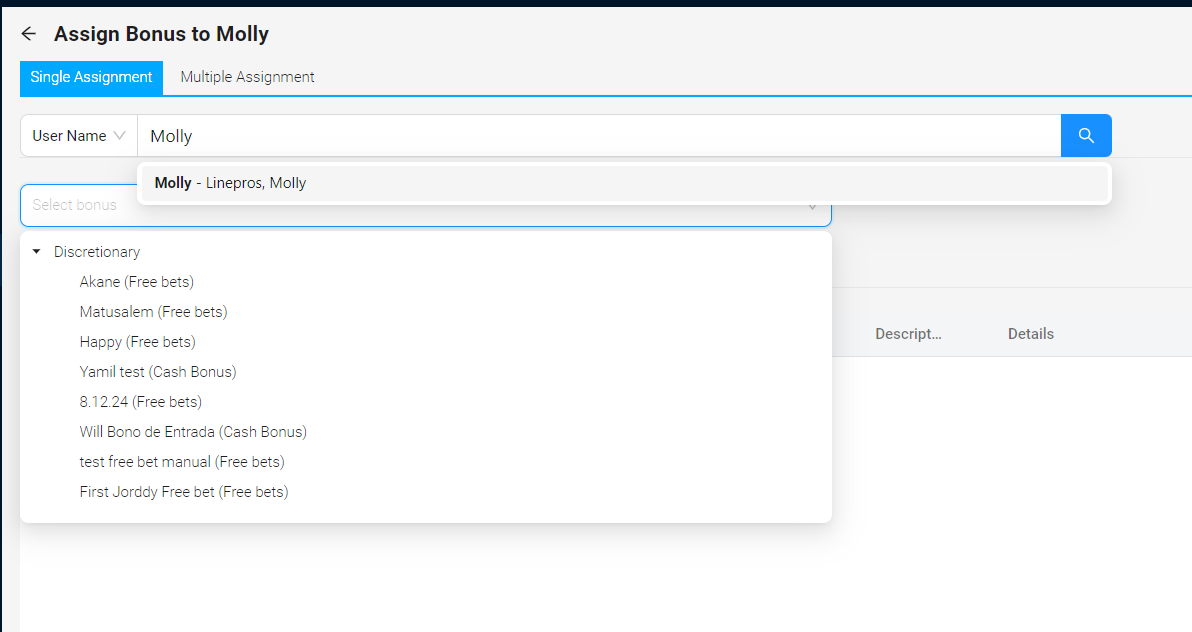 Assign Bonus to Molly
Single Assignment Multiple Assignment
User Name Molly
Molly - Linepros, Molly
Select bonus
Discretionary
Akane (Free bets)
Matusalem (Free bets)
Happy (Free bets)
Descript... Details
Yamil test (Cash Bonus)
8.12.24 (Free bets)
Will Bono de Entrada (Cash Bonus)
test free bet manual (Free bets)
First Jorddy Free bet (Free bets)